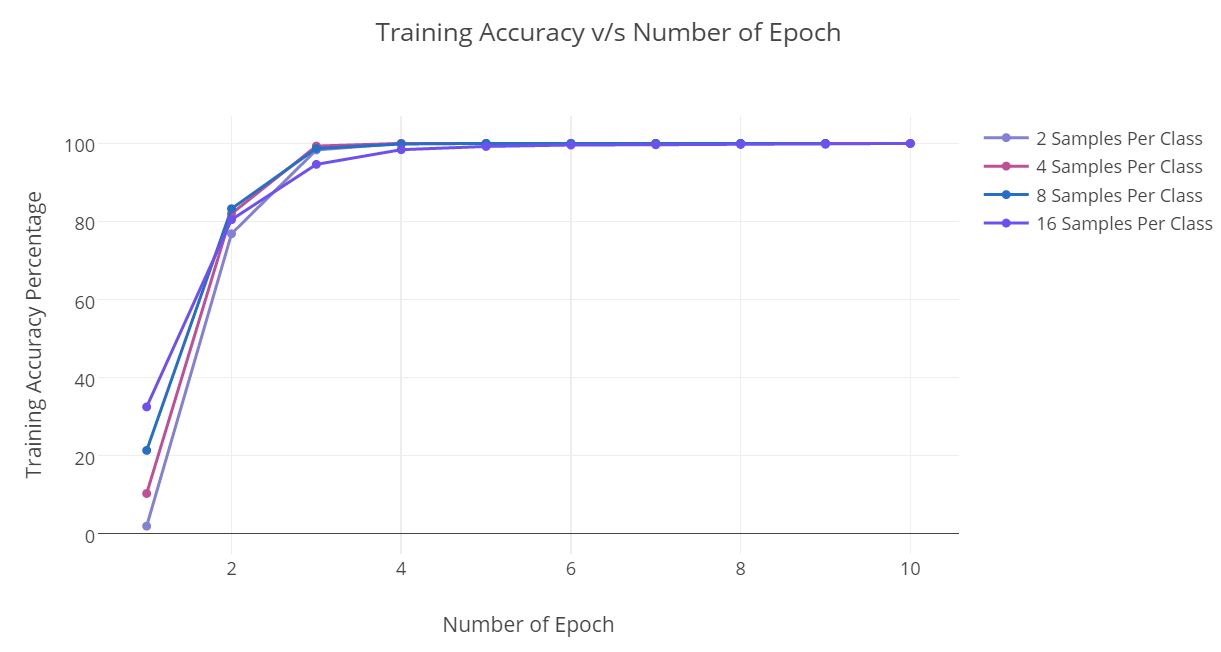 Training Accuracy v/s Number of Epoch
2 Samples Per Class
4 Samples Per Class
8 Samples Per Class
16 Samples Per Class
Training Accuracy Percentage
100
80
60
40
20
0
2 4 6 8 10
Number of Epoch